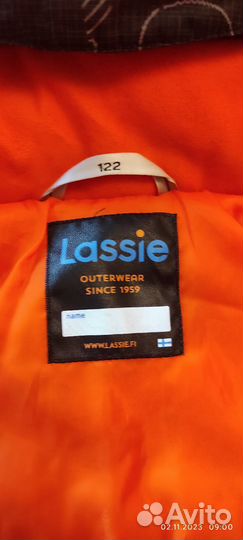 122
Lassie
OUTERWEAR
SINCE 1959
name
WWW.LASSIE.FI
02.11.2023 09:00
Avito